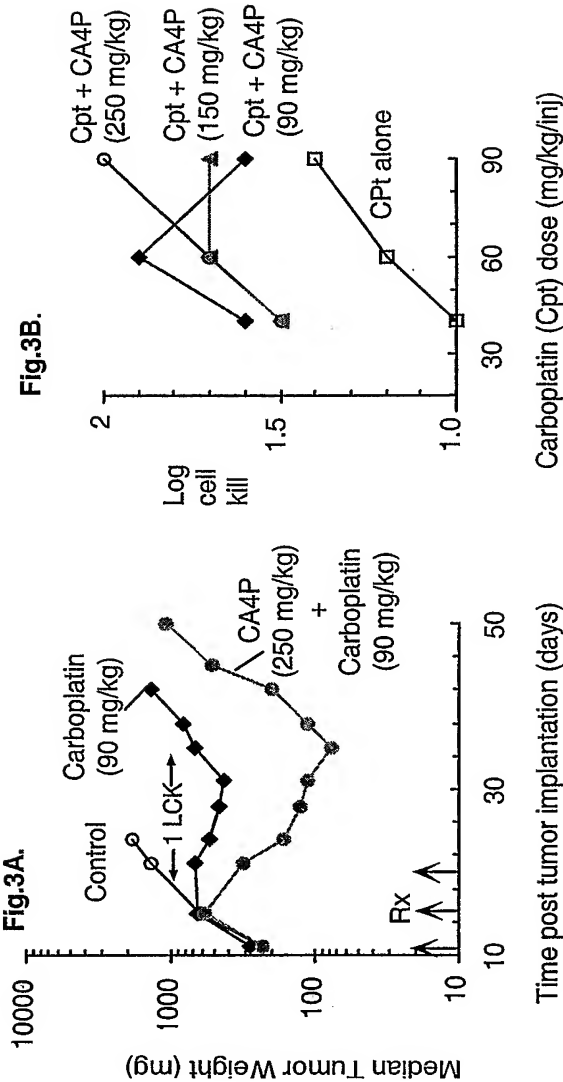 Fig.3A.
Median Tumor Weight (mg)
10000
1000
100
10
Control
Carboplatin
(90 mg/kg)
1 LCK
CA4P
(250 mg/kg)
+
Carboplatin
(90 mg/kg)
Rx
10
30
50
Time post tumor implantation (days)
Fig.3B.
Log
cell
kill
2
1.5
1.0
Cpt + CA4P
(250 mg/kg)
Cpt + CA4P
(150 mg/kg)
Cpt + CA4P
(90 mg/kg)
CPt alone
30
60
90
Carboplatin (Cpt) dose (mg/kg/inj)